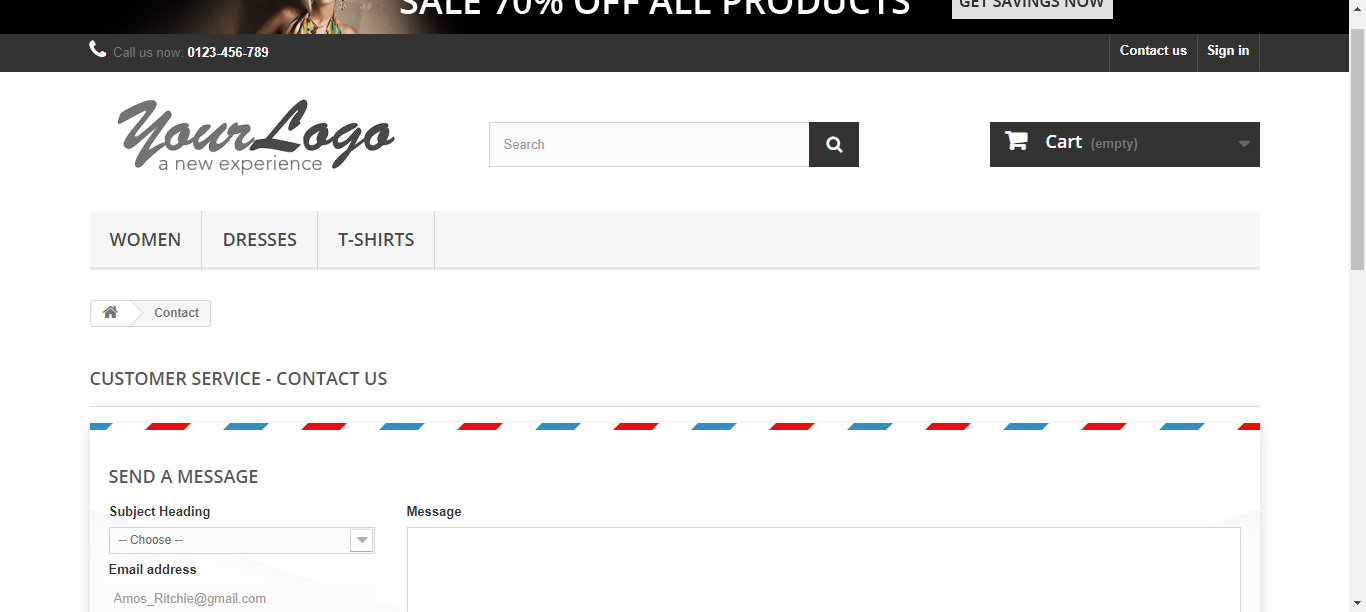 SALE 70% OFF ALL PRODUCTS
GET SAVINGS NOW
Call us now: 0123-456-789
Contact us
Sign in
YourLogo
a new experience
Search
Cart (empty)
WOMEN
DRESSES
T-SHIRTS
Contact
CUSTOMER SERVICE - CONTACT US
SEND A MESSAGE
Subject Heading
-- Choose --
Email address
Amos_Ritchie@gmail.com
Message